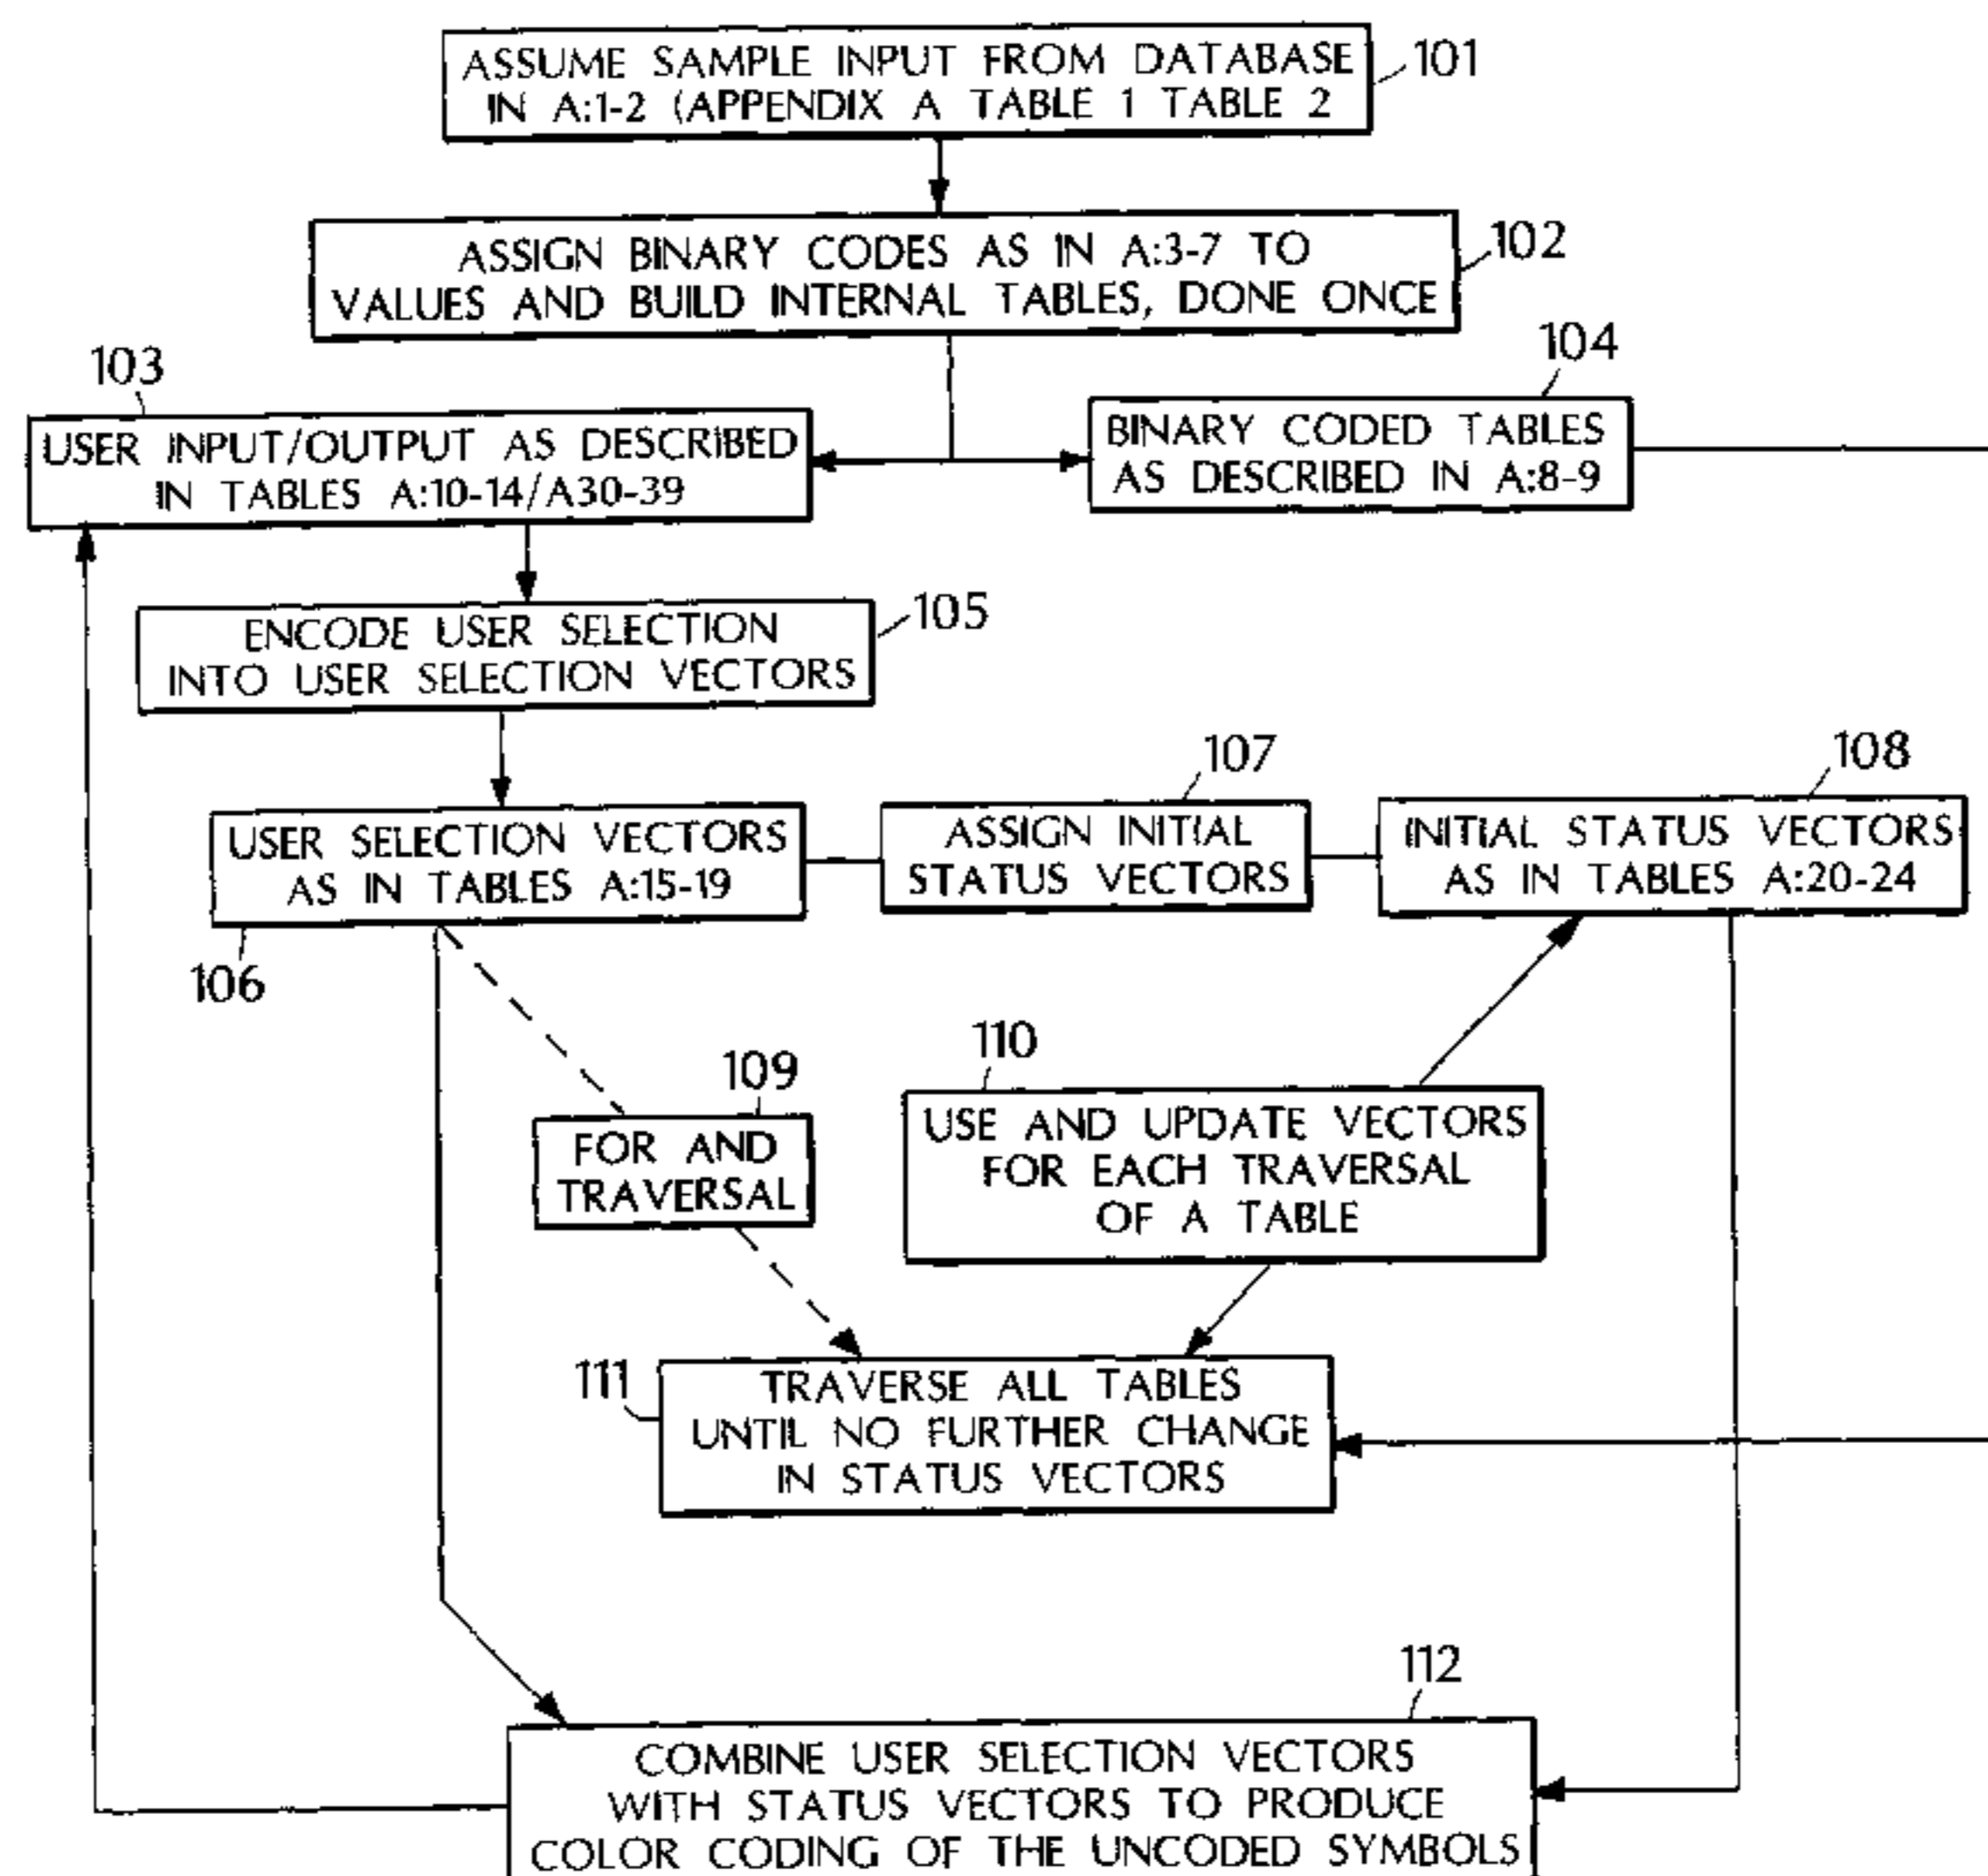 ASSUME SAMPLE INPUT FROM DATABASE
IN A:1-2 (APPENDIX A TABLE 1 TABLE 2
101
ASSIGN BINARY CODES AS IN A:3-7 TO
VALUES AND BUILD INTERNAL TABLES, DONE ONCE
102
103
USER INPUT/OUTPUT AS DESCRIBED
IN TABLES A:10-14/A30-39
104
BINARY CODED TABLES
AS DESCRIBED IN A:8-9
ENCODE USER SELECTION
INTO USER SELECTION VECTORS
105
USER SELECTION VECTORS
AS IN TABLES A:15-19
106
107
ASSIGN INITIAL
STATUS VECTORS
108
INITIAL STATUS VECTORS
AS IN TABLES A:20-24
109
FOR AND
TRAVERSAL
110
USE AND UPDATE VECTORS
FOR EACH TRAVERSAL
OF A TABLE
111
TRAVERSE ALL TABLES
UNTIL NO FURTHER CHANGE
IN STATUS VECTORS
112
COMBINE USER SELECTION VECTORS
WITH STATUS VECTORS TO PRODUCE
COLOR CODING OF THE UNCODED SYMBOLS